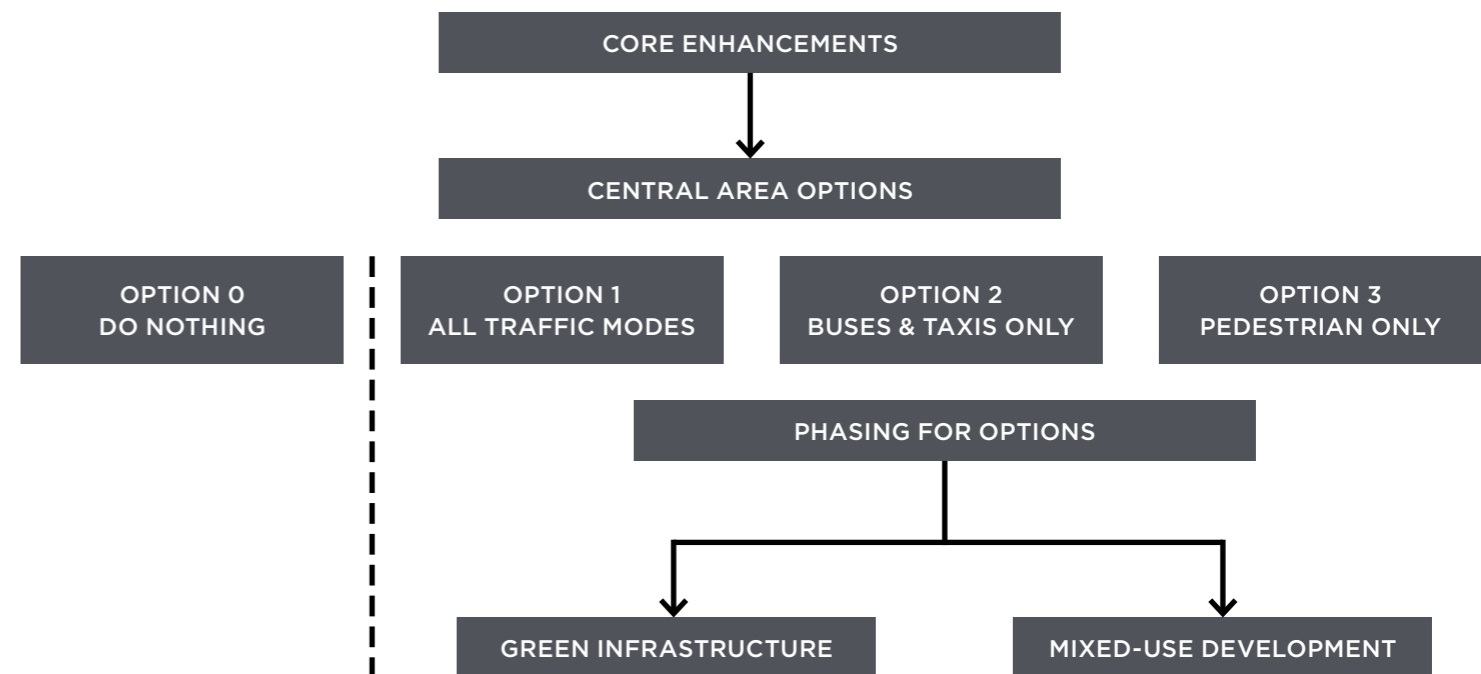 CORE ENHANCEMENTS
CENTRAL AREA OPTIONS
OPTION 0
DO NOTHING
OPTION 1
ALL TRAFFIC MODES
OPTION 2
BUSES & TAXIS ONLY
OPTION 3
PEDESTRIAN ONLY
PHASING FOR OPTIONS
GREEN INFRASTRUCTURE
MIXED-USE DEVELOPMENT